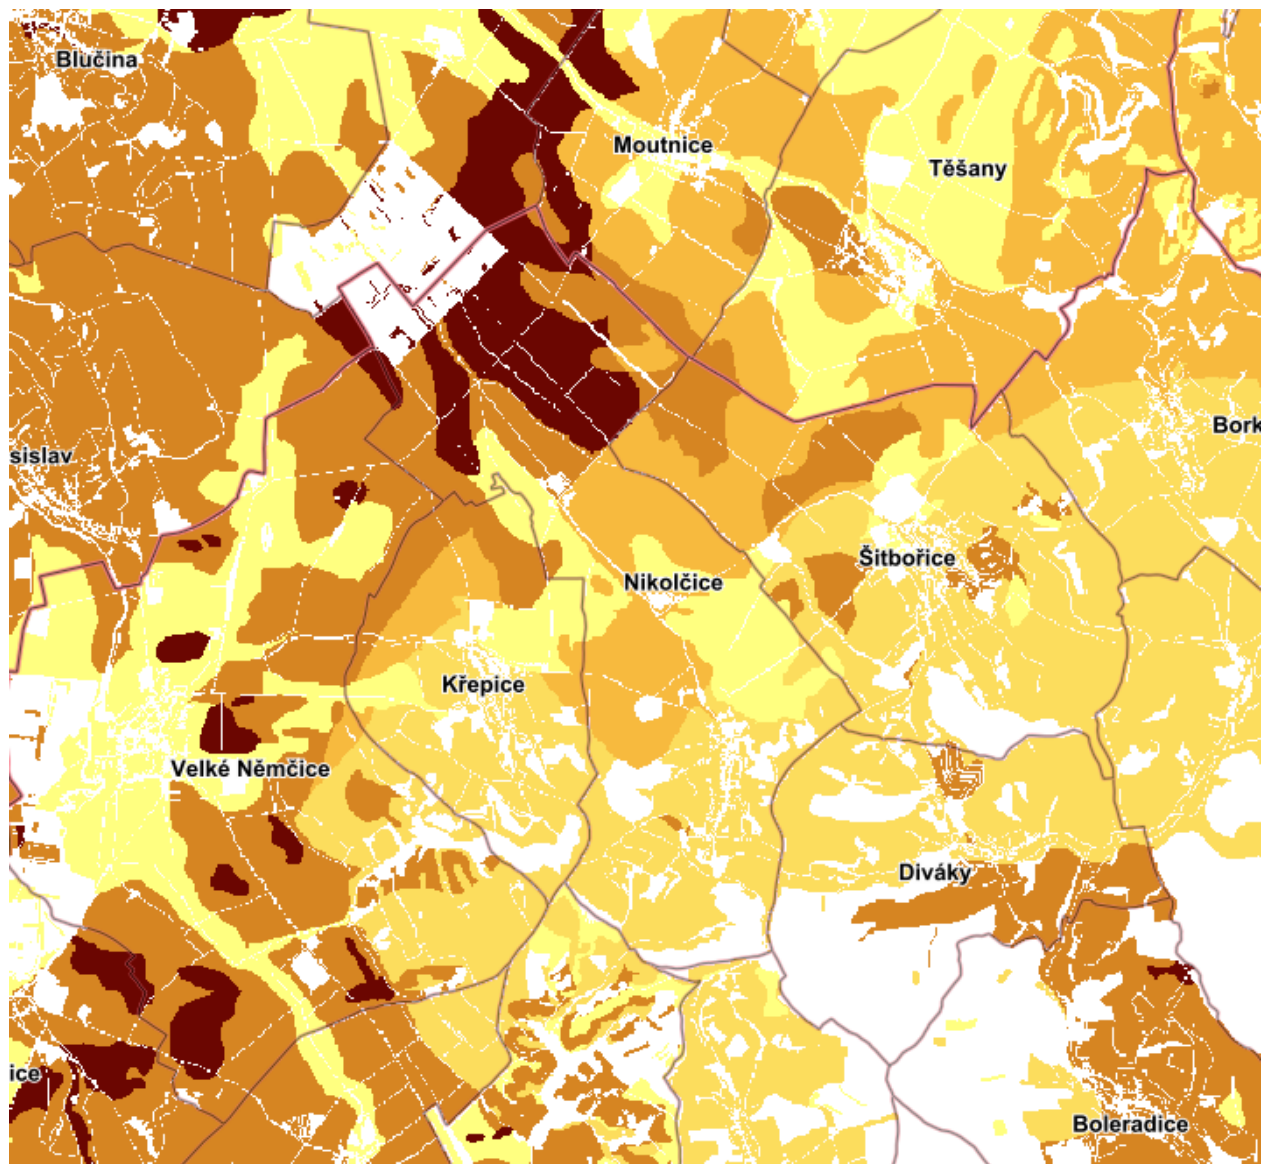 Blučina
Moutnice
Těšany
Bork
sislav
Šitbořice
Nikolčice
Křepice
Velké Němčice
Diváky
ice
Boleradice